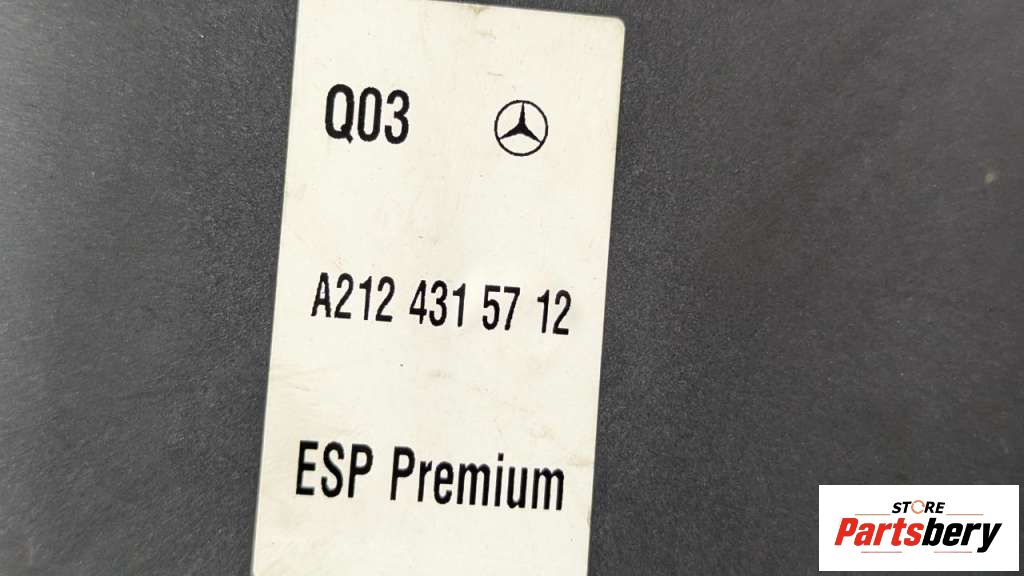 Q03
A212 431 57 12
ESP Premium
STORE
Partsbery